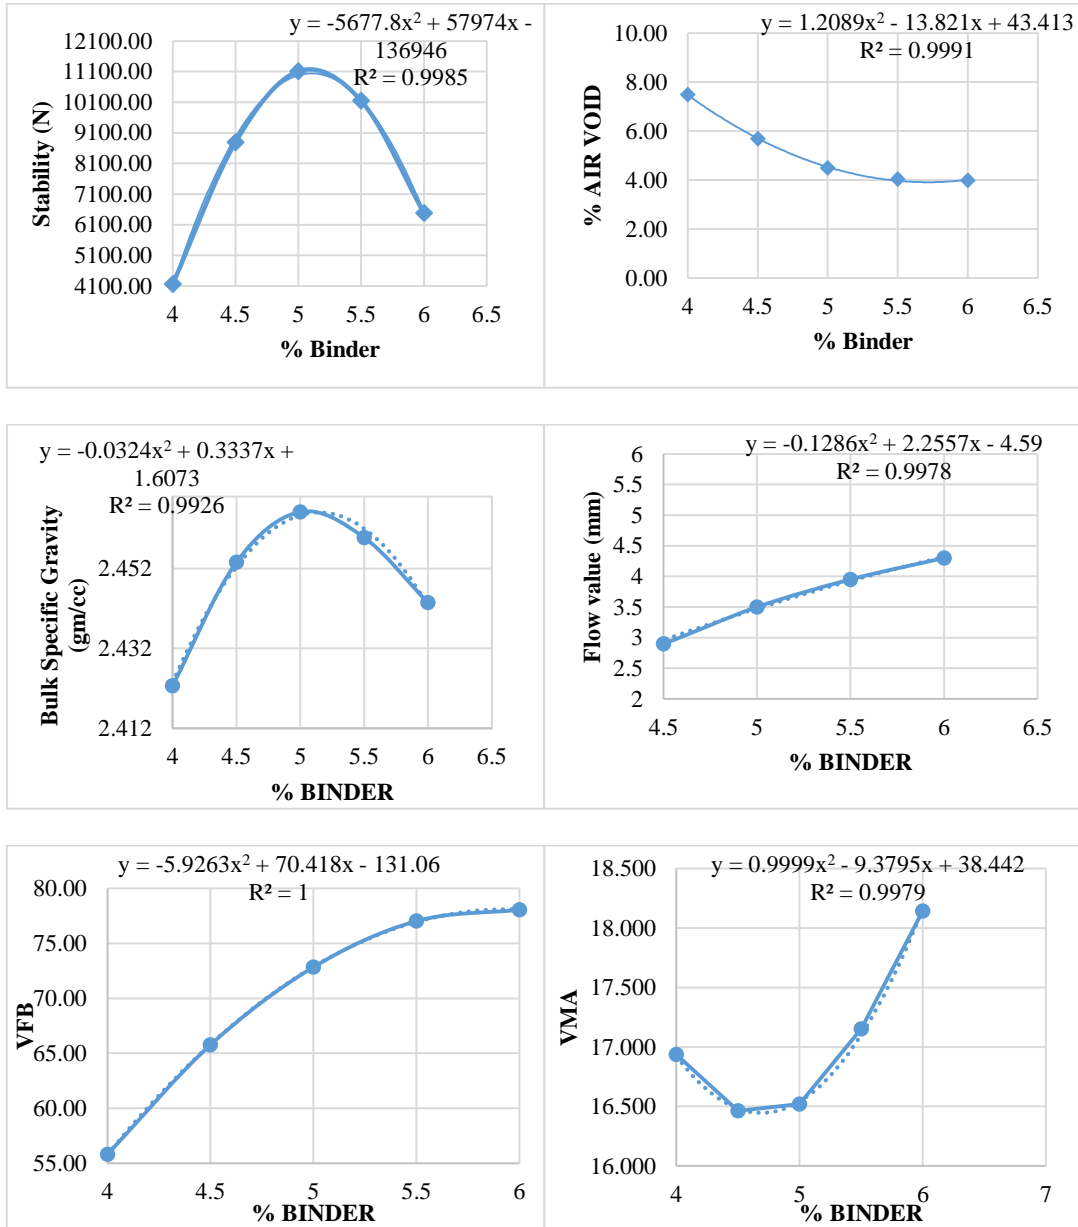 y = -5677.8x² + 57974x -
136946
R² = 0.9985
12100.00
11100.00
10100.00
9100.00
8100.00
7100.00
6100.00
5100.00
4100.00
Stability (N)
4 4.5 5 5.5 6 6.5
% Binder
y = 1.2089x² - 13.821x + 43.413
R² = 0.9991
10.00
8.00
6.00
4.00
2.00
0.00
% AIR VOID
4 4.5 5 5.5 6 6.5
% Binder
y = -0.0324x² + 0.3337x +
1.6073
R² = 0.9926
2.452
2.432
2.412
Bulk Specific Gravity
(gm/cc)
4 4.5 5 5.5 6 6.5
% BINDER
y = -0.1286x² + 2.2557x - 4.59
R² = 0.9978
6
5.5
5
4.5
4
3.5
3
2.5
2
Flow value (mm)
4.5 5 5.5 6 6.5
% BINDER
y = -5.9263x² + 70.418x - 131.06
R² = 1
80.00
75.00
70.00
65.00
60.00
55.00
VFB
4 4.5 5 5.5 6
% BINDER
y = 0.9999x² - 9.3795x + 38.442
R² = 0.9979
18.500
18.000
17.500
17.000
16.500
16.000
VMA
4 5 6 7
% BINDER